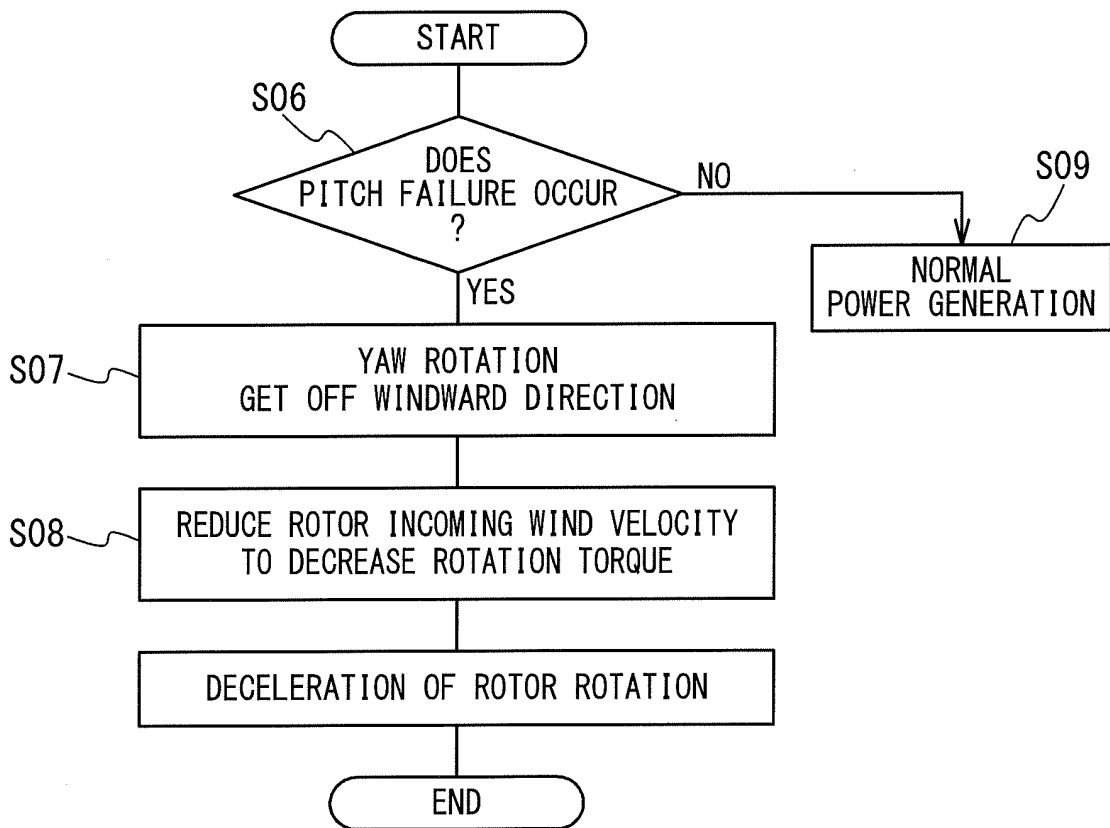 START
S06
DOES
PITCH FAILURE OCCUR
?
NO
S09
NORMAL
POWER GENERATION
YES
S07
YAW ROTATION
GET OFF WINDWARD DIRECTION
S08
REDUCE ROTOR INCOMING WIND VELOCITY
TO DECREASE ROTATION TORQUE
DECELERATION OF ROTOR ROTATION
END